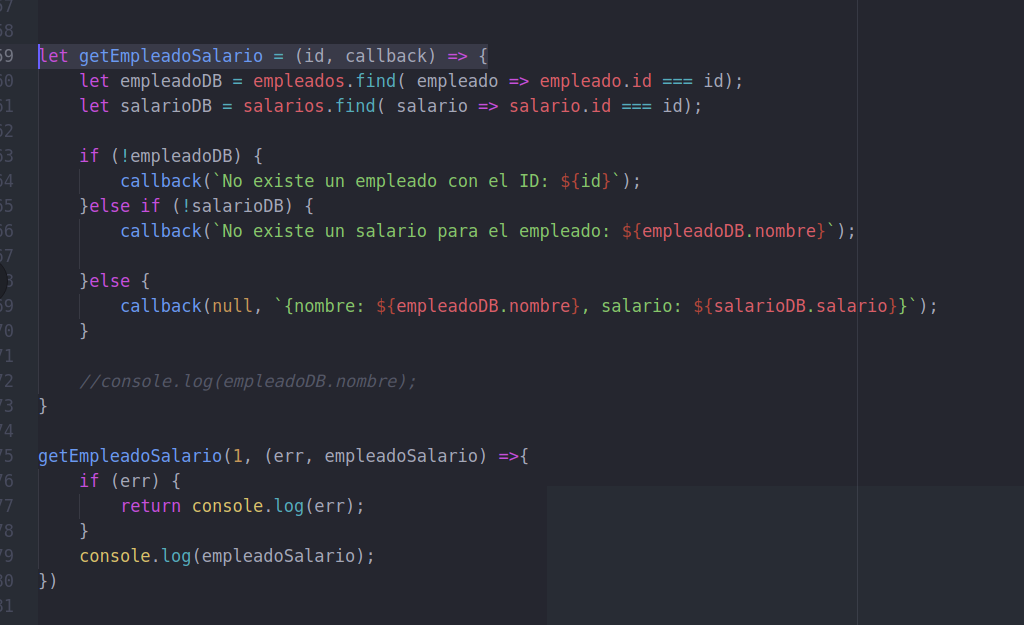 57
58
59 let getEmpleadoSalario = (id, callback) => {
60     let empleadoDB = empleados.find( empleado => empleado.id === id);
61     let salarioDB = salarios.find( salario => salario.id === id);
62
63     if (!empleadoDB) {
64         callback(`No existe un empleado con el ID: ${id}`);
65     }else if (!salarioDB) {
66         callback(`No existe un salario para el empleado: ${empleadoDB.nombre}`);
67
68     }else {
69         callback(null, `{nombre: ${empleadoDB.nombre}, salario: ${salarioDB.salario}}`);
70     }
71
72     //console.log(empleadoDB.nombre);
73 }
74
75 getEmpleadoSalario(1, (err, empleadoSalario) =>{
76     if (err) {
77         return console.log(err);
78     }
79     console.log(empleadoSalario);
80 })
81